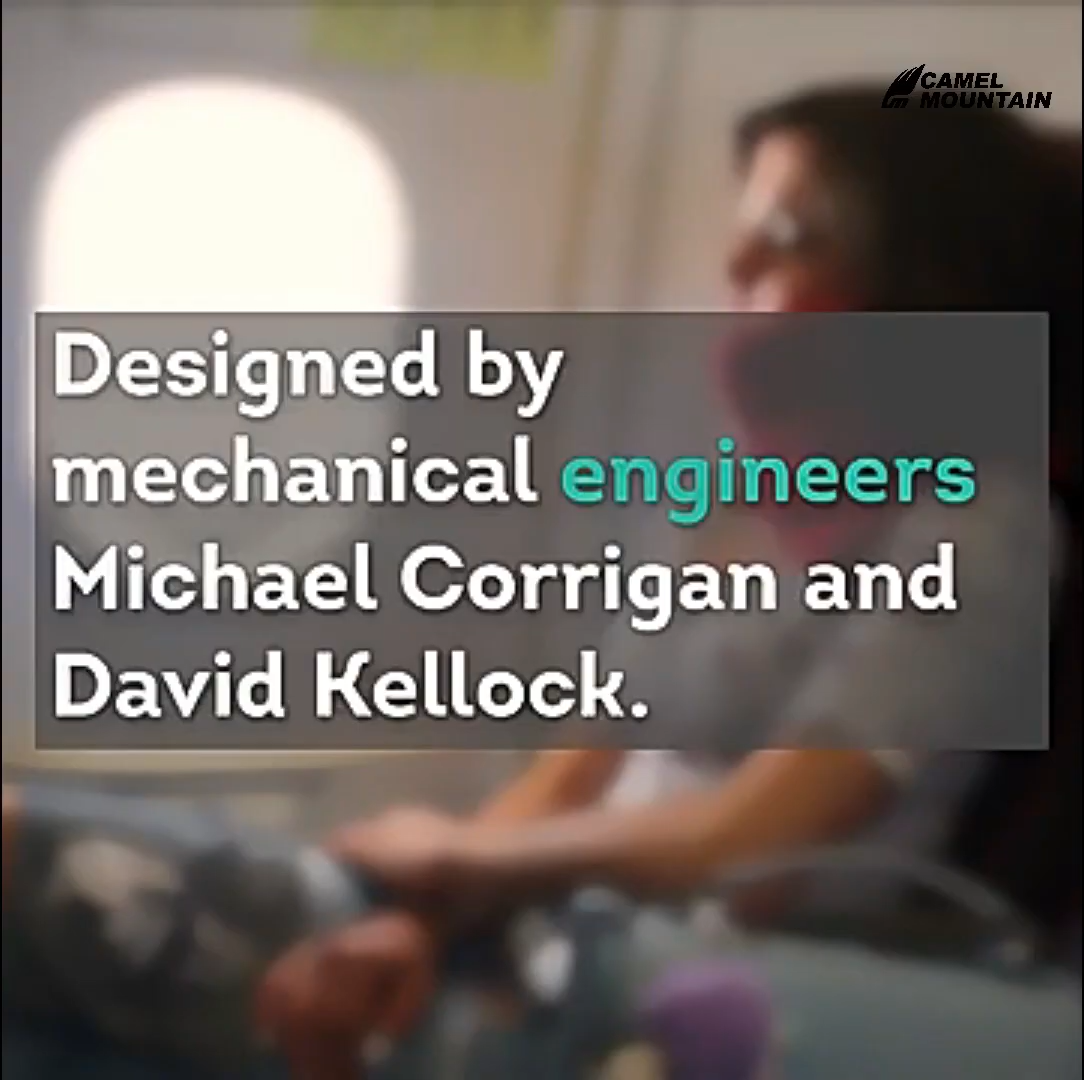 CAMEL
MOUNTAIN
Designed by
mechanical engineers
Michael Corrigan and
David Kellock.